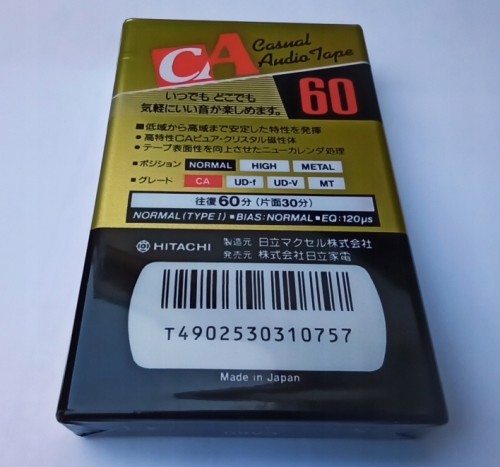 CA Casual
Audio Tape
いつでも どこでも
気軽にいい音が楽しめます。
60
■低域から高域まで安定した特性を発揮
●高特性CAピュア・クリスタル磁性体
●テープ表面性を向上させたニューカレンダ処理
■ポジション NORMAL HIGH METAL
■グレード CA UD-I UD-V MT
往復60分(片面30分)
NORMAL(TYPE I)■BIAS:NORMAL■EQ:120μs
HITACHI 製造元 日立マクセル株式会社
発売元 株式会社日立家電
T4902530310757
Made in Japan